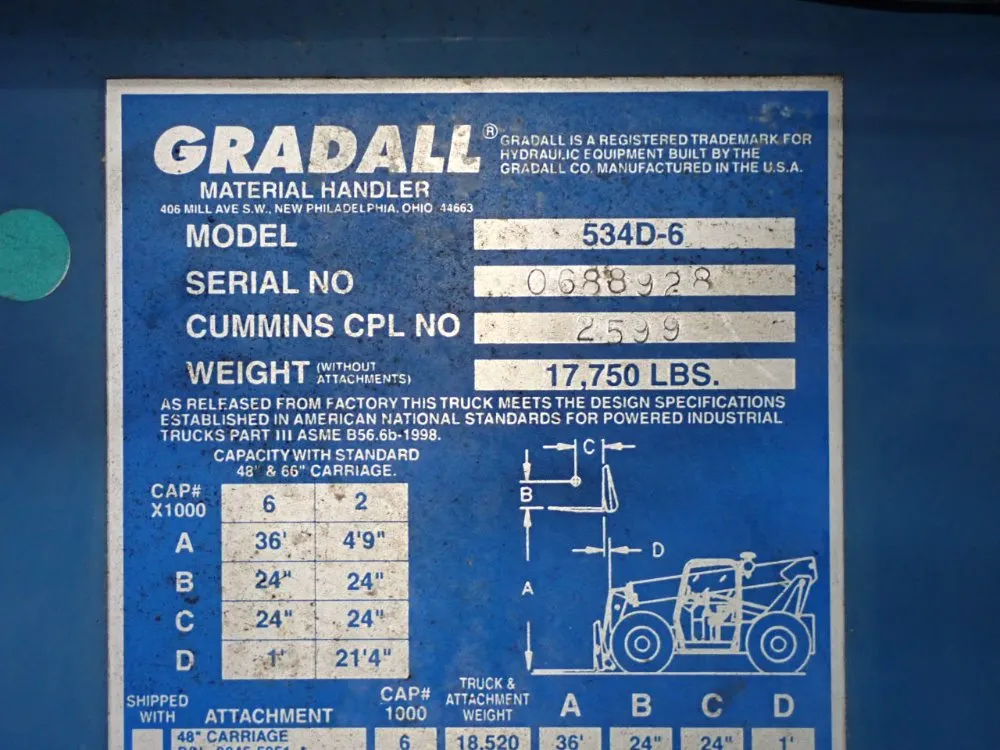 GRADALL®
GRADALL IS A REGISTERED TRADEMARK FOR
HYDRAULIC EQUIPMENT BUILT BY THE
GRADALL CO. MANUFACTURED IN THE U.S.A.
MATERIAL HANDLER
406 MILL AVE S.W., NEW PHILADELPHIA, OHIO 44663
MODEL 534D-6
SERIAL NO 0688928
CUMMINS CPL NO 2599
WEIGHT (WITHOUT ATTACHMENTS) 17,750 LBS.
AS RELEASED FROM FACTORY THIS TRUCK MEETS THE DESIGN SPECIFICATIONS
ESTABLISHED IN AMERICAN NATIONAL STANDARDS FOR POWERED INDUSTRIAL
TRUCKS PART III ASME B56.6b-1998.
CAPACITY WITH STANDARD
48" & 66" CARRIAGE.
CAP# X1000 6 2
A 36' 4'9"
B 24" 24"
C 24" 24"
D 1' 21'4"
C
B
D
A
SHIPPED WITH ATTACHMENT CAP# 1000 TRUCK & ATTACHMENT WEIGHT A B C D
48" CARRIAGE 6 18,520 36' 24" 24" 1'